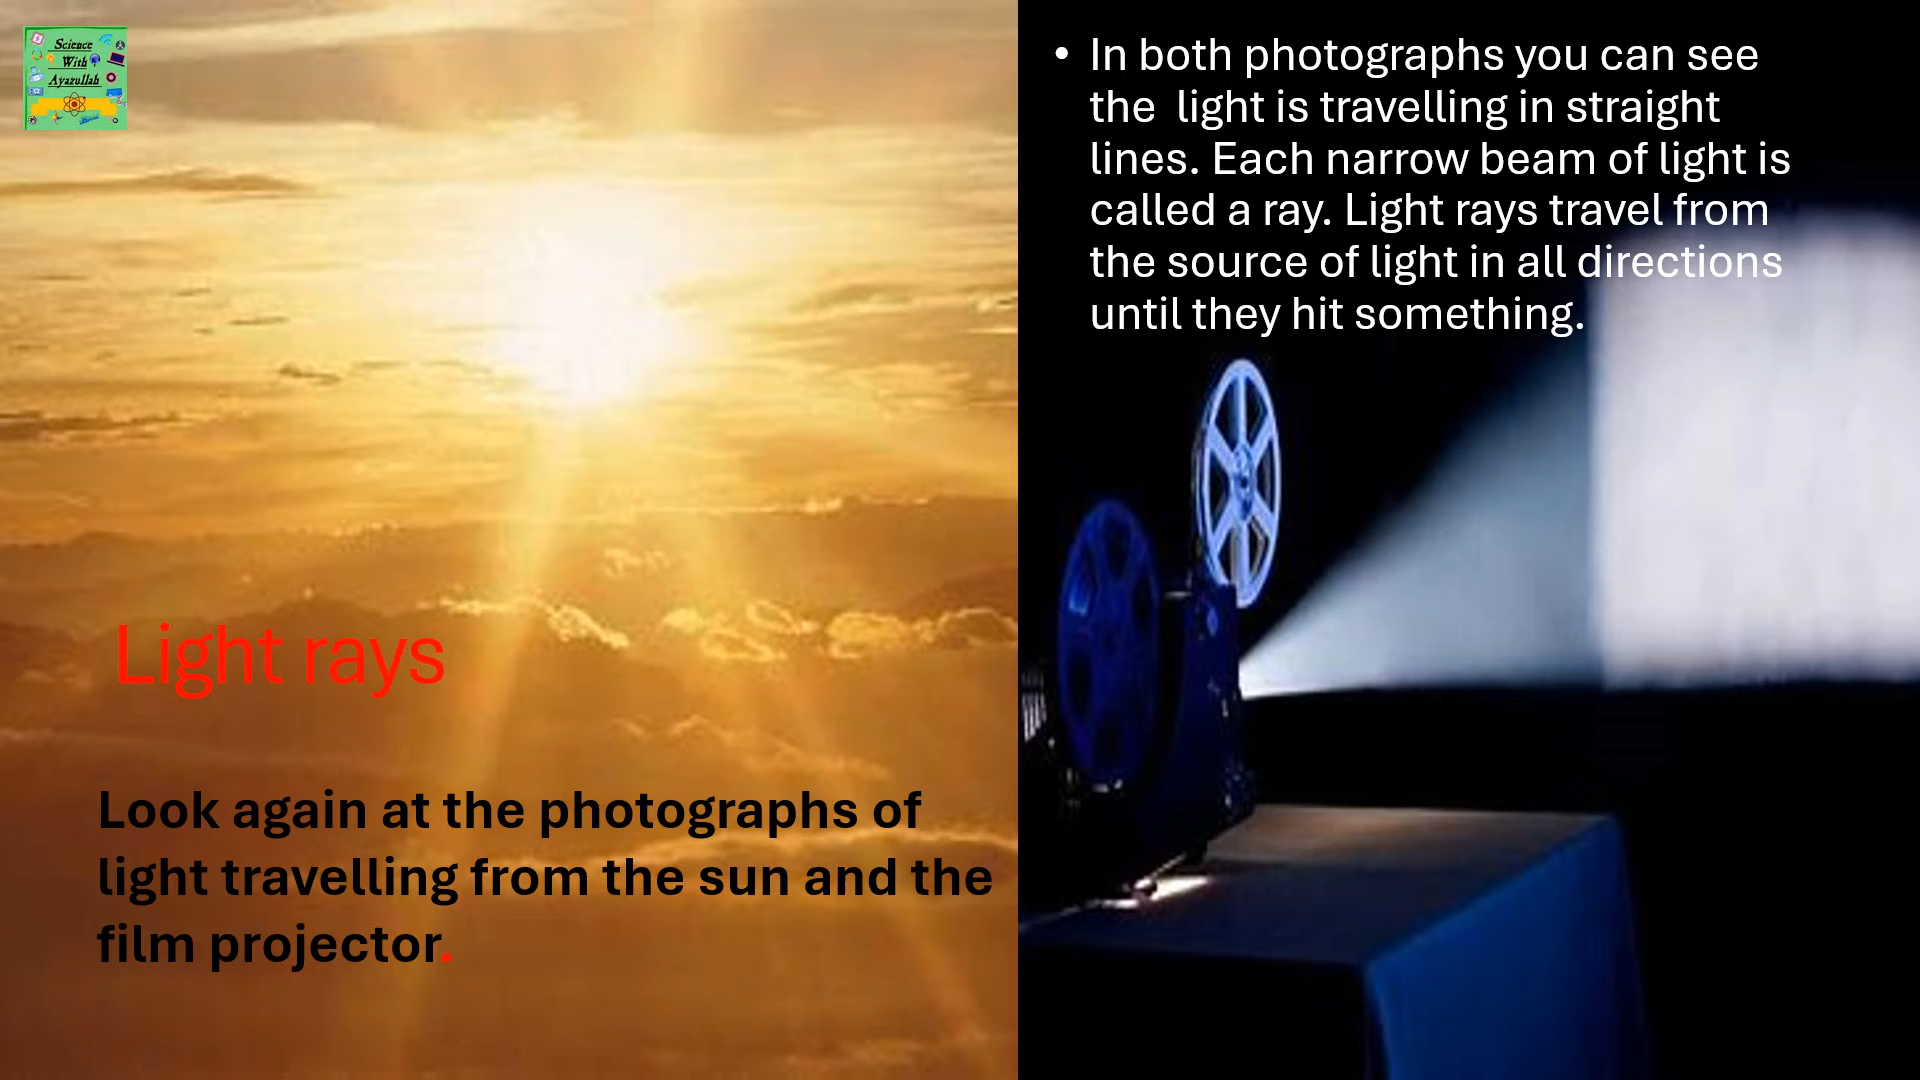 Science
With
Ayazullah
Light rays
Look again at the photographs of
light travelling from the sun and the
film projector.
• In both photographs you can see
the  light is travelling in straight
lines. Each narrow beam of light is
called a ray. Light rays travel from
the source of light in all directions
until they hit something.